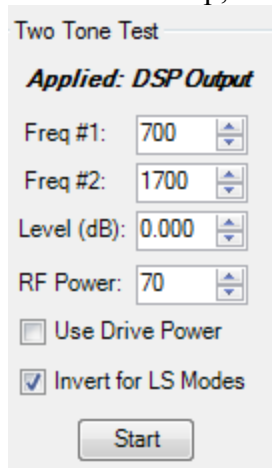 Two Tone Test
Applied: DSP Output
Freq #1: 700
Freq #2: 1700
Level (dB): 0.000
RF Power: 70
Use Drive Power
Invert for LS Modes
Start